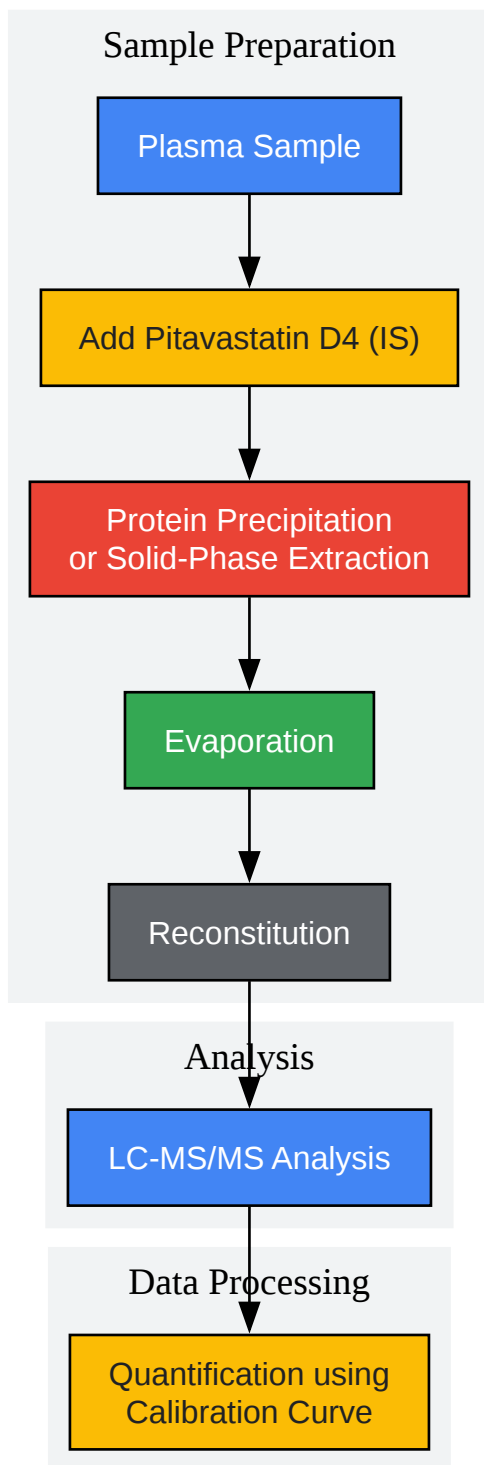 Sample Preparation
Plasma Sample
Add Pitavastatin D4 (IS)
Protein Precipitation
or Solid-Phase Extraction
Evaporation
Reconstitution
Analysis
LC-MS/MS Analysis
Data Processing
Quantification using
Calibration Curve